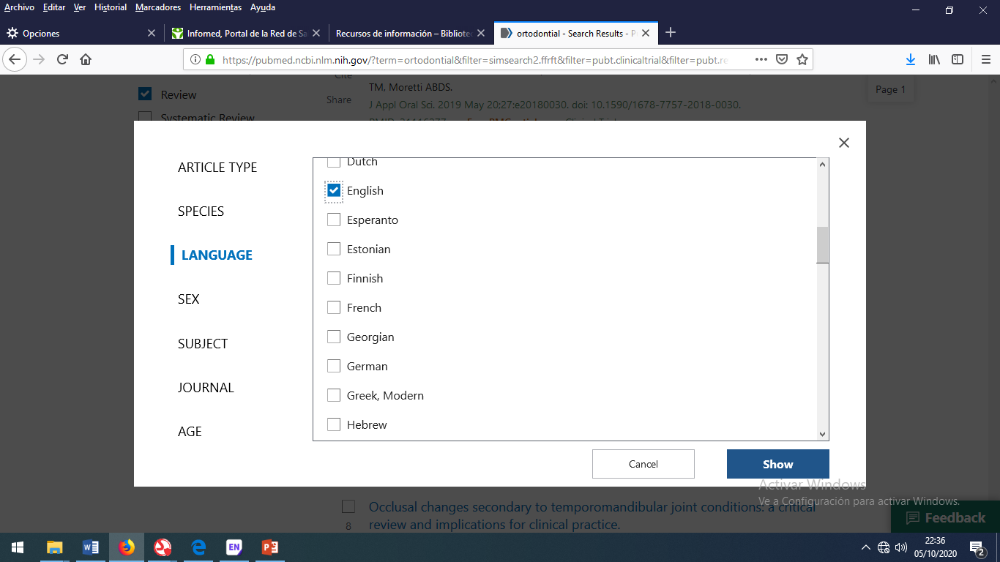 Archivo Editar Ver Historial Marcadores Herramientas Ayuda
Opciones
Infomed, Portal de la Red de Sa
Recursos de información – Bibliote
ortodontial - Search Results - P
https://pubmed.ncbi.nlm.nih.gov/?term=ortodontial&filter=simsearch2.ffrft&filter=pubt.clinicaltrial&filter=pubt.re
Cite
TM, Moretti ABDS.
Page 1
Review
Share
J Appl Oral Sci. 2019 May 20;27:e20180030. doi: 10.1590/1678-7757-2018-0030.
Systematic Review
ARTICLE TYPE
SPECIES
LANGUAGE
SEX
SUBJECT
JOURNAL
AGE
Dutch
English
Esperanto
Estonian
Finnish
French
Georgian
German
Greek, Modern
Hebrew
Cancel
Show
Activar Windows
Ve a Configuración para activar Windows.
Occlusal changes secondary to temporomandibular joint conditions: a critical
8
review and implications for clinical practice.
Feedback
EN
22:36
05/10/2020
2